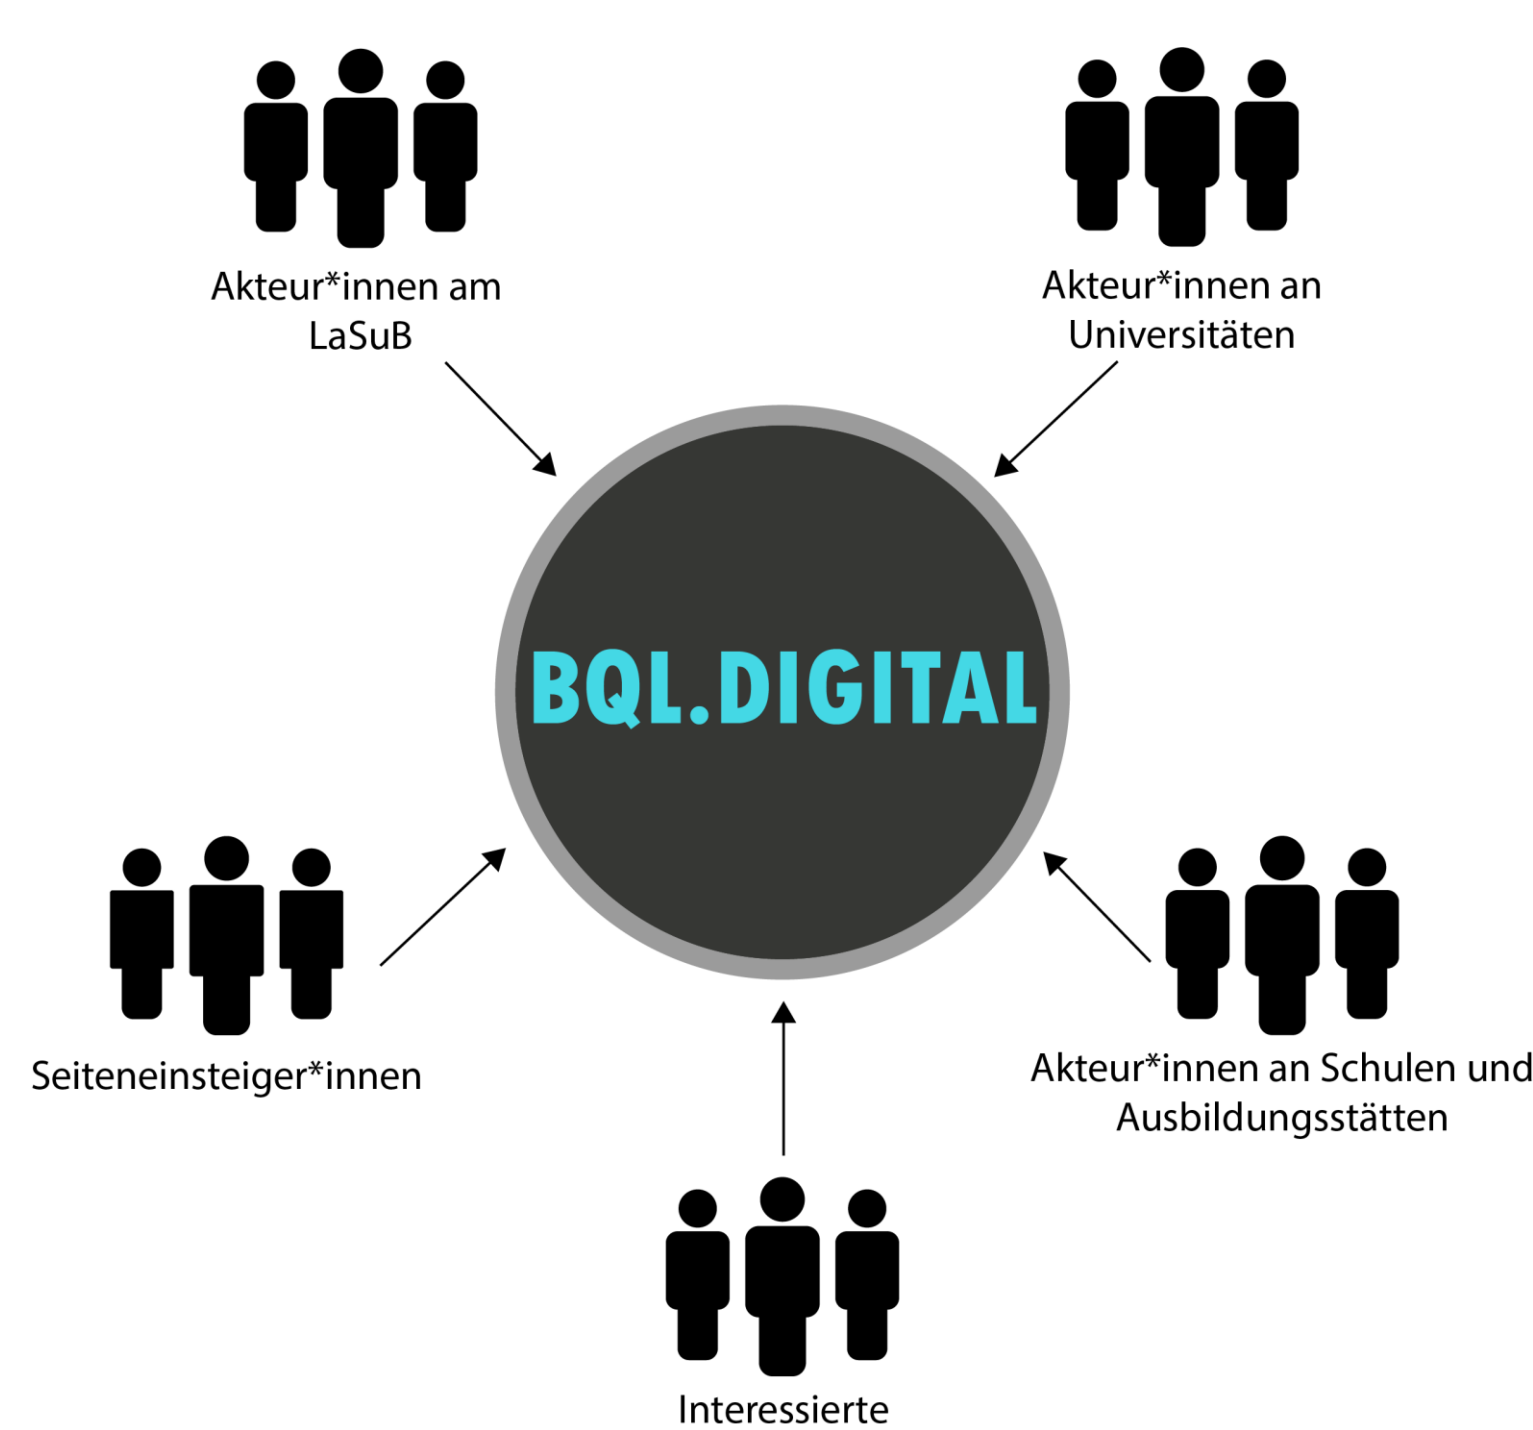 Akteur*innen am
LaSuB
Akteur*innen an
Universitäten
BQL.DIGITAL
Seiteneinsteiger*innen
Akteur*innen an Schulen und
Ausbildungsstätten
Interessierte